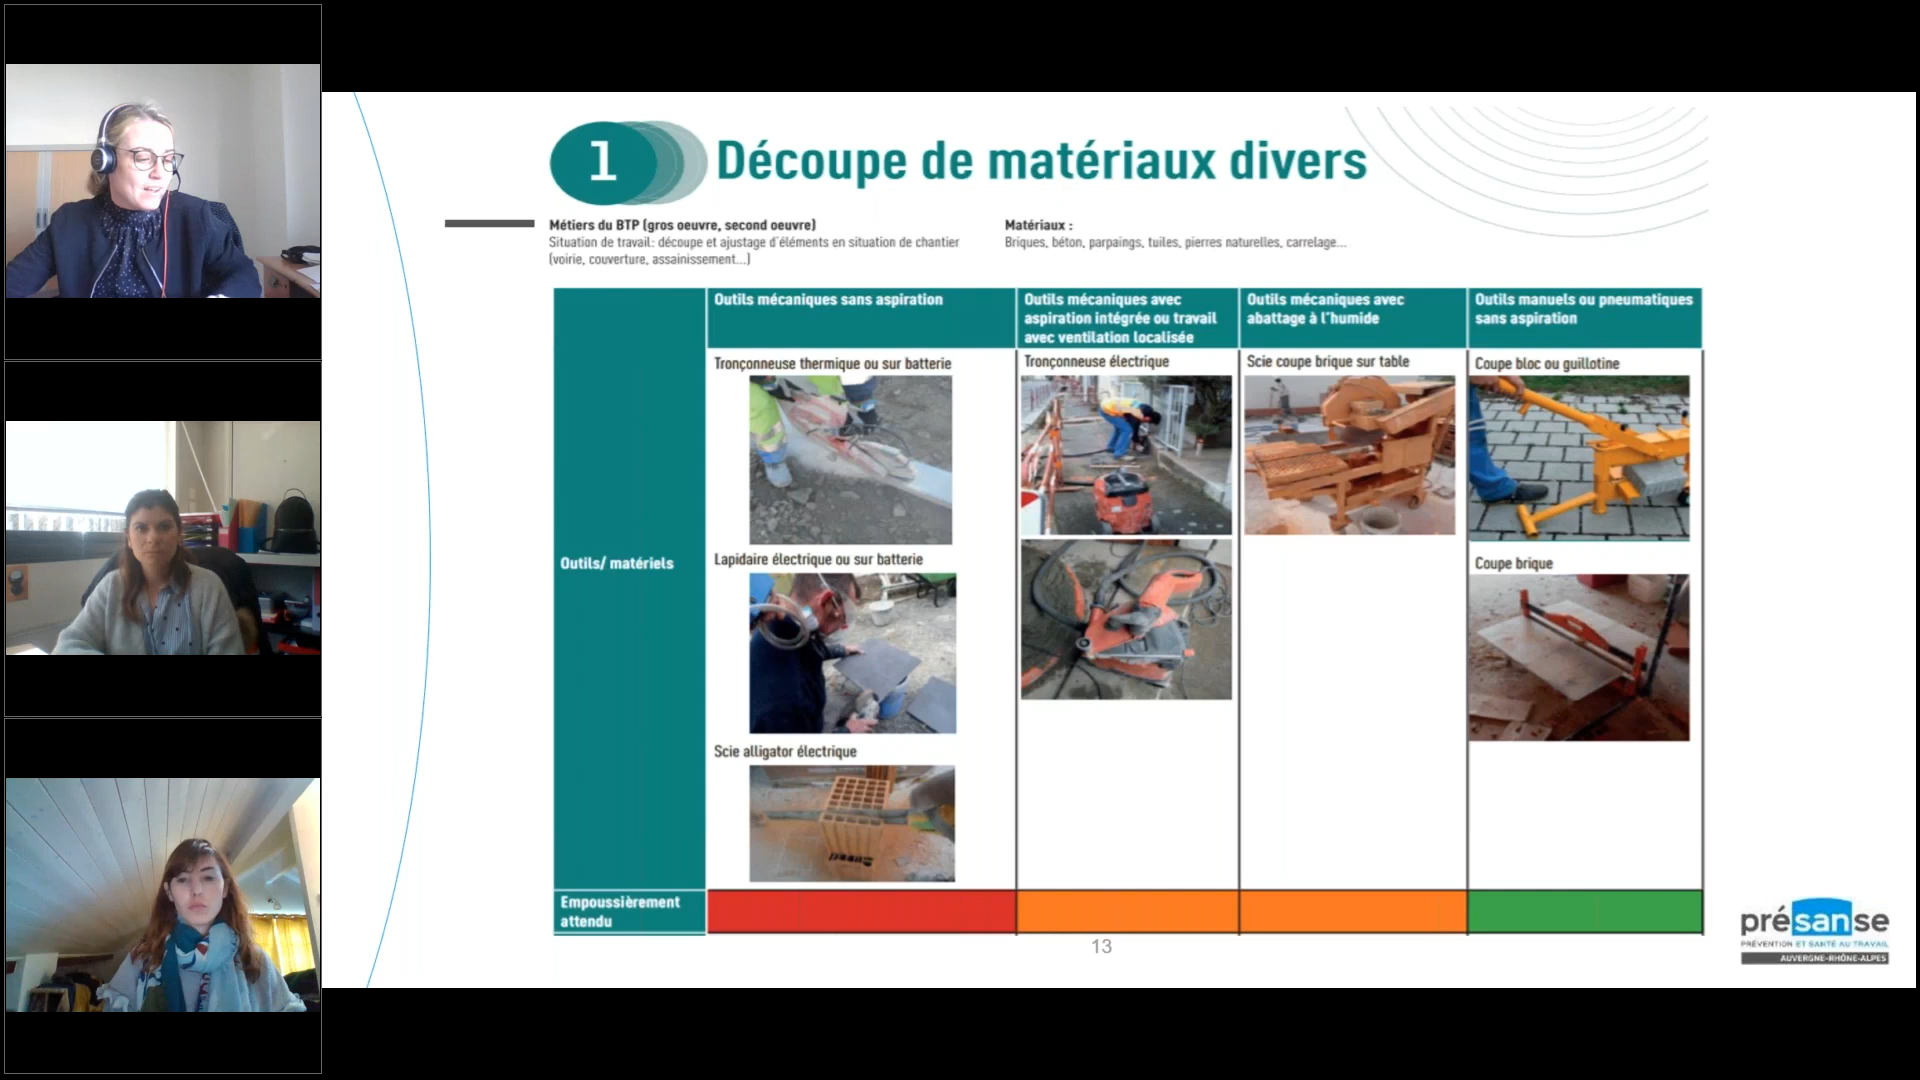 1
Découpe de matériaux divers
Métiers du BTP (gros oeuvre, second oeuvre)
Situation de travail: découpe et ajustage d'éléments en situation de chantier
(voirie, couverture, assainissement...)
Matériaux :
Briques, béton, parpaings, tuiles, pierres naturelles, carrelage...
Outils mécaniques sans aspiration
Outils mécaniques avec
aspiration intégrée ou travail
avec ventilation localisée
Outils mécaniques avec
abattage à l'humide
Outils manuels ou pneumatiques
sans aspiration
Outils/ matériels
Tronçonneuse thermique ou sur batterie
Lapidaire électrique ou sur batterie
Scie alligator électrique
Tronçonneuse électrique
Scie coupe brique sur table
Coupe bloc ou guillotine
Coupe brique
Empoussièrement
attendu
13
présanse
PRÉVENTION ET SANTÉ AU TRAVAIL
AUVERGNE-RHÔNE-ALPES